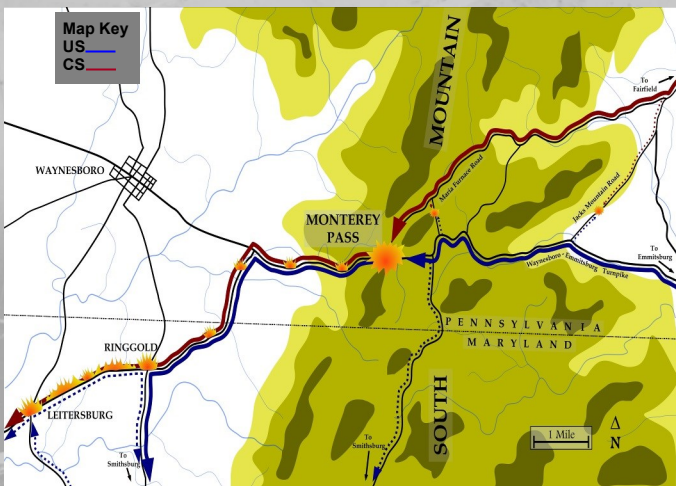 Map Key
US
CS
MOUNTAIN
To
Fairfield
WAYNESBORO
Maria Furnace Road
Jacks Mountain Road
MONTEREY
PASS
To
Emmitsburg
Waynesboro - Emmitsburg Turnpike
PENNSYLVANIA
MARYLAND
RINGGOLD
LEITERSBURG
SOUTH
To
Smithsburg
To
Smithsburg
1 Mile
Δ
N